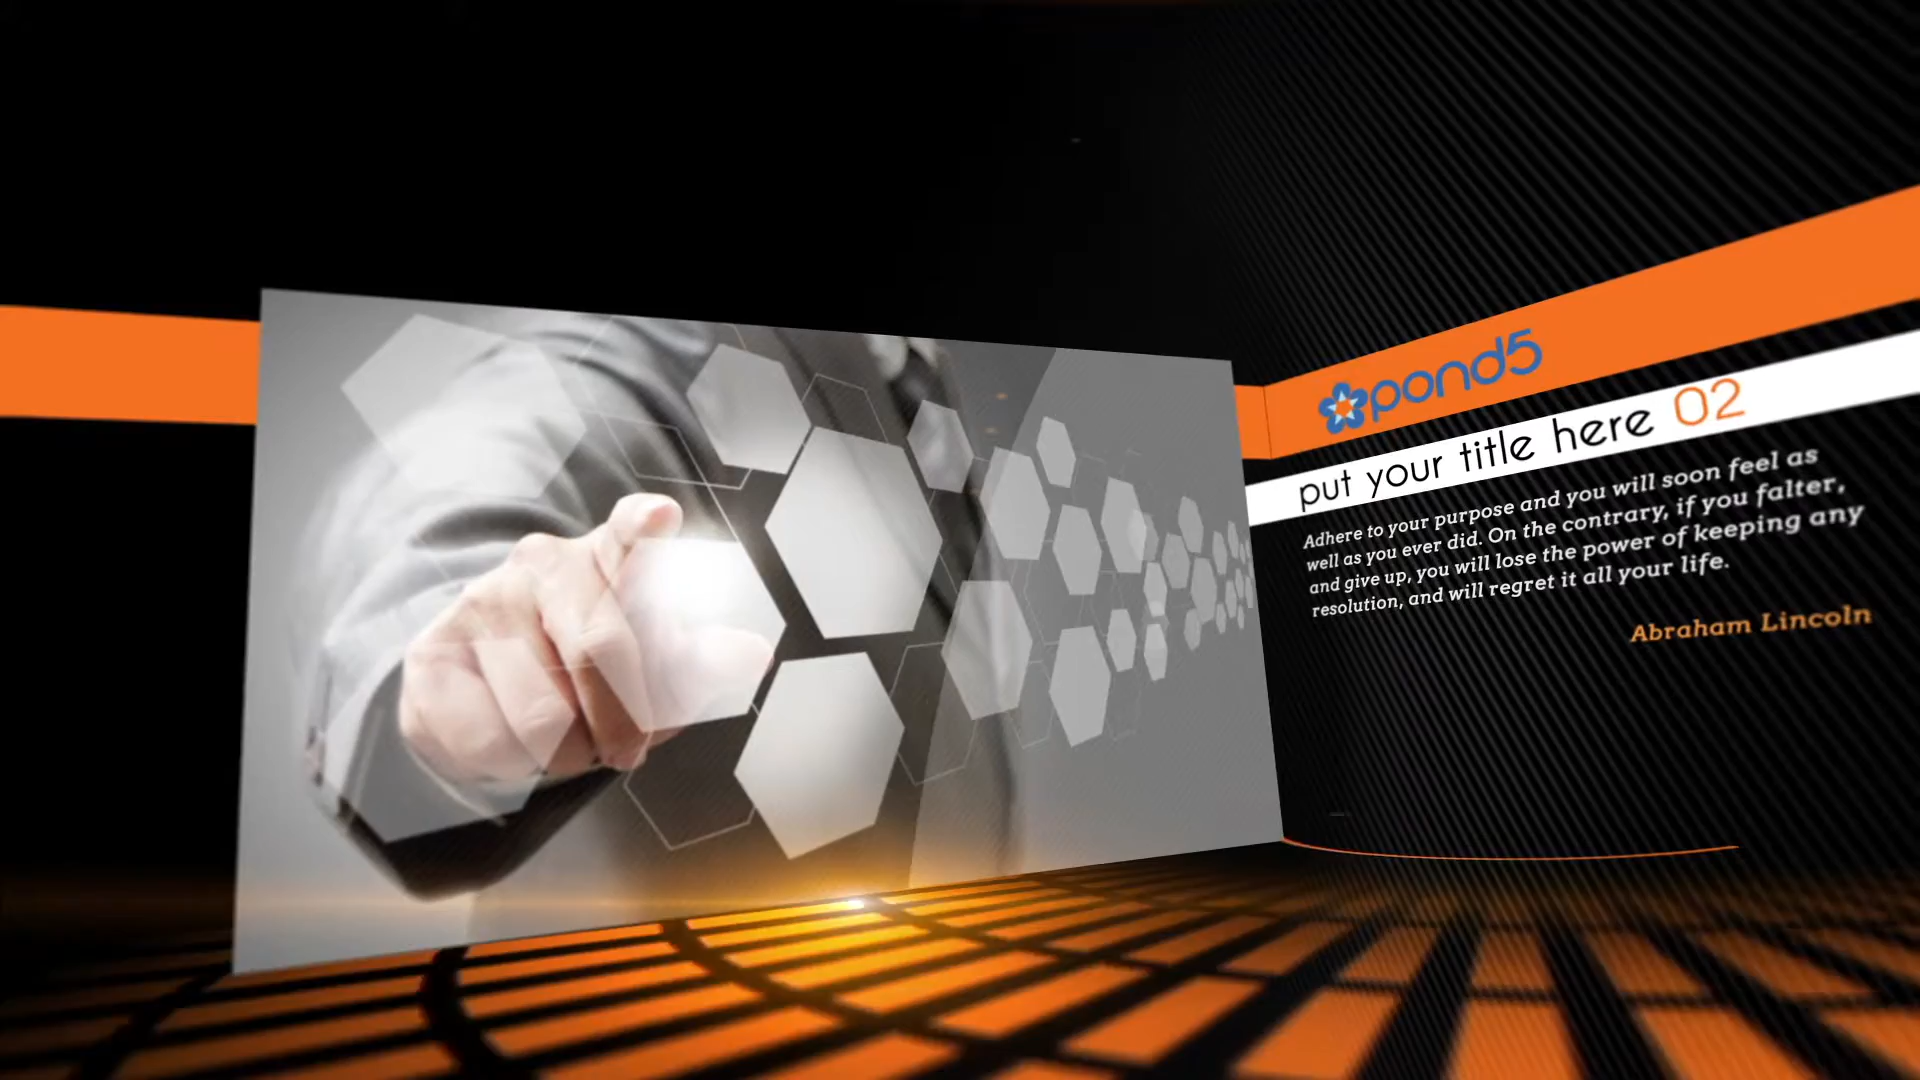 pond5
put your title here 02
Adhere to your purpose and you will soon feel as
well as you ever did. On the contrary, if you falter,
and give up, you will lose the power of keeping any
resolution, and will regret it all your life.
Abraham Lincoln